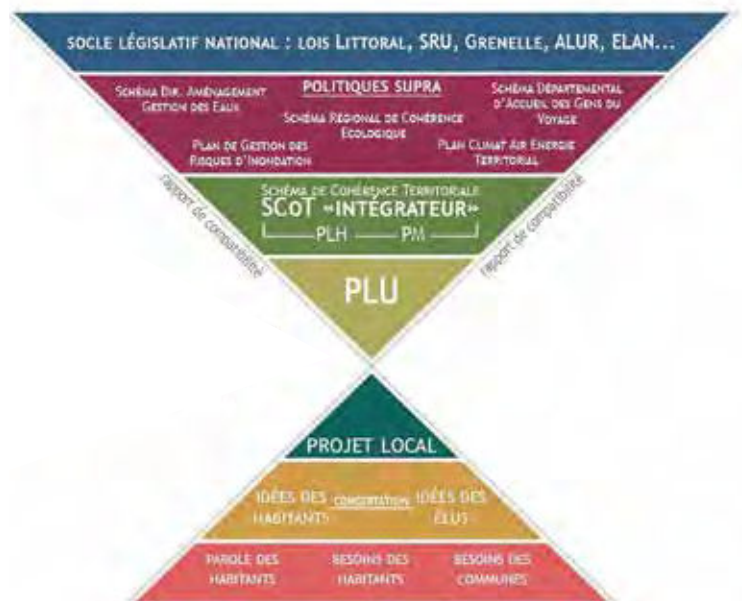 SOCLE LÉGISLATIF NATIONAL : LOIS LITTORAL, SRU, GRENELLE, ALUR, ELAN...
POLITIQUES SUPRA
SCHÉMA DIR. AMÉNAGEMENT
GESTION DES EAUX
SCHÉMA DÉPARTEMENTAL
D'ACCUEIL DES GENS DU
VOYAGE
SCHÉMA RÉGIONAL DE COHÉRENCE
ECOLOGIQUE
PLAN DE GESTION DES
RISQUES D'INONDATION
PLAN CLIMAT AIR ENERGIE
TERRITORIAL
rapport de compatibilité
rapport de compatibilité
SCHÉMA DE COHÉRENCE TERRITORIALE
SCOT «INTÉGRATEUR»
PLH PM
PLU
PROJET LOCAL
IDÉES DES
HABITANTS
CONCERTATION
IDÉES DES
ÉLUS
PAROLE DES
HABITANTS
BESOINS DES
HABITANTS
BESOINS DES
COMMUNES